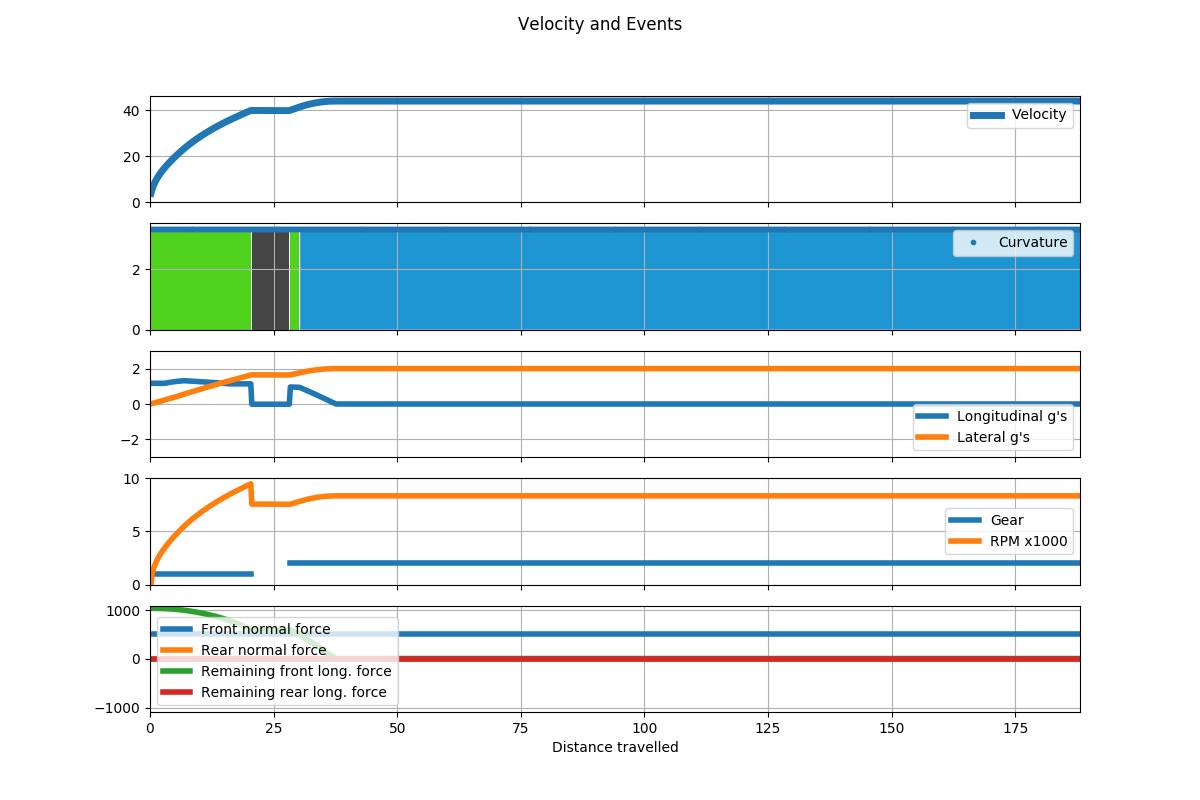 Velocity and Events
40
20
0
Velocity
2
0
Curvature
2
0
−2
Longitudinal g's
Lateral g's
10
5
0
Gear
RPM x1000
1000
0
−1000
Front normal force
Rear normal force
Remaining front long. force
Remaining rear long. force
0 25 50 75 100 125 150 175
Distance travelled